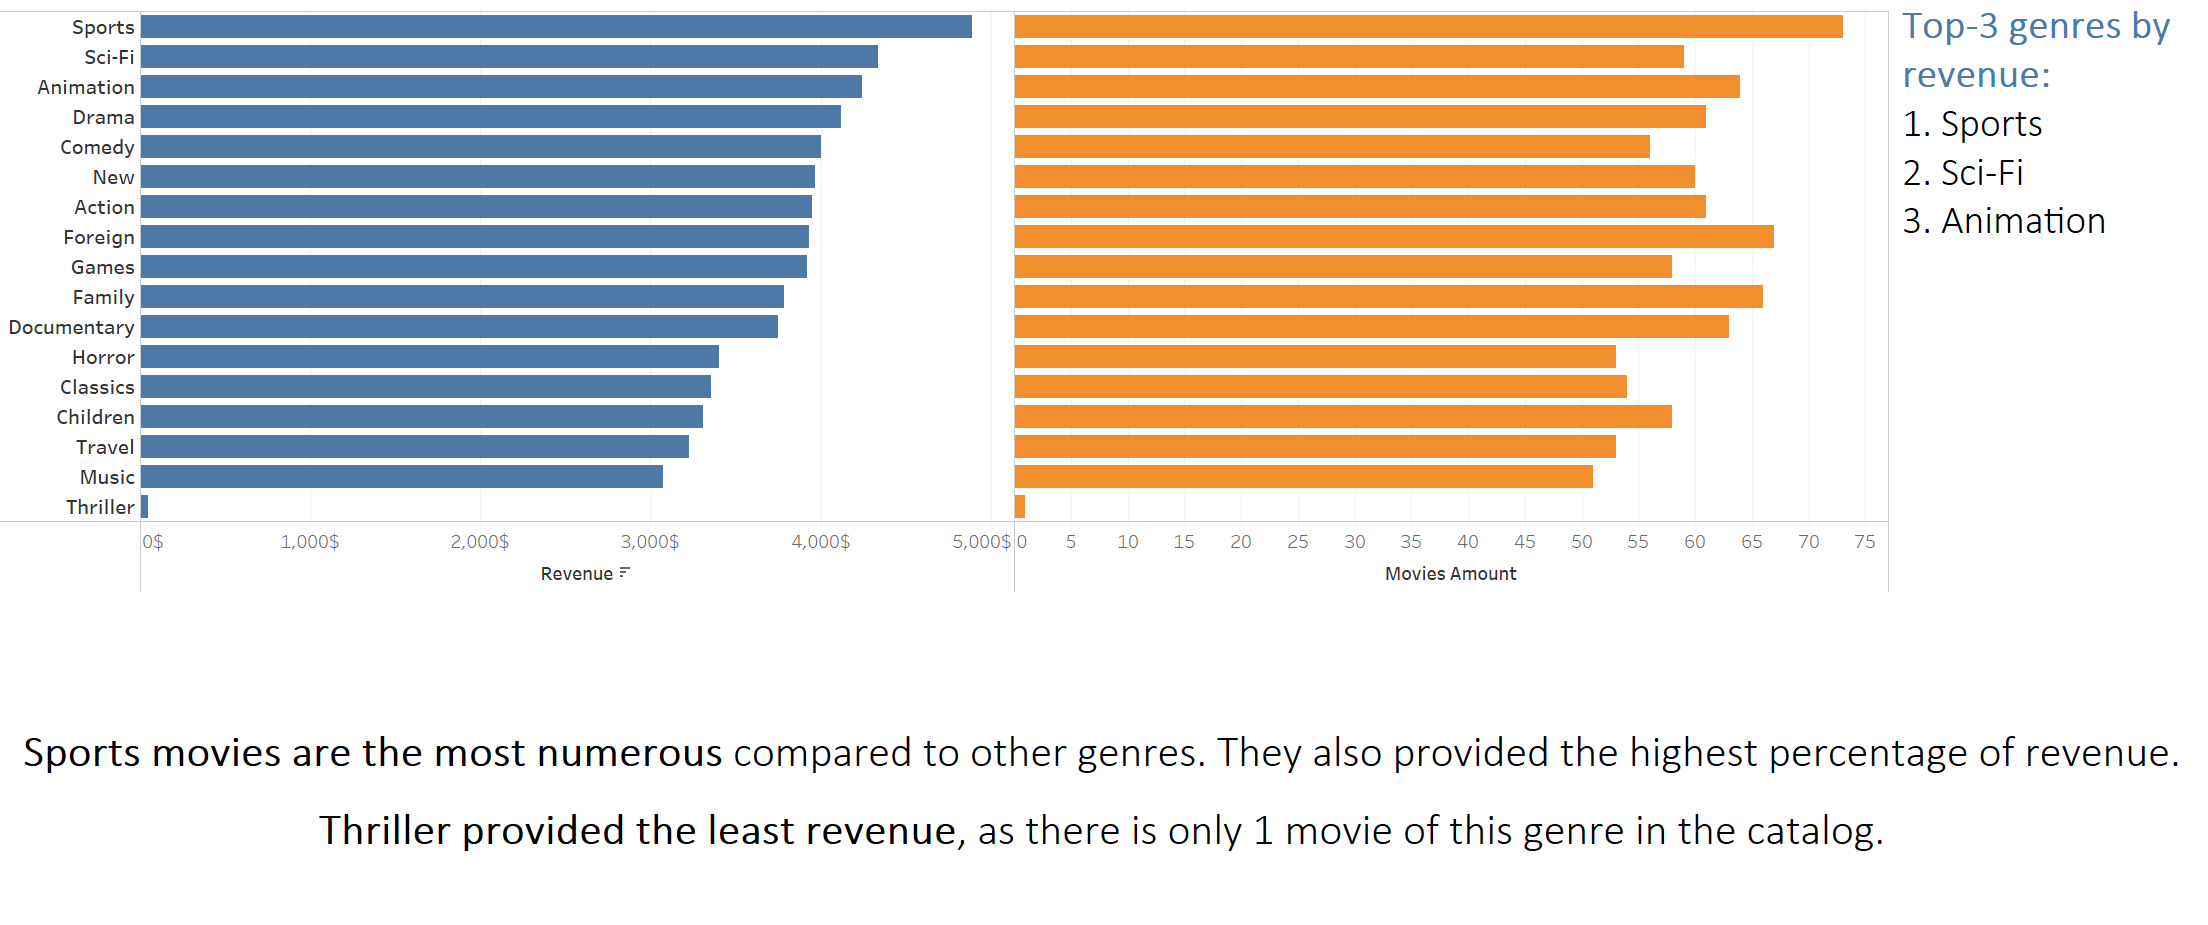 Sports
Sci-Fi
Animation
Drama
Comedy
New
Action
Foreign
Games
Family
Documentary
Horror
Classics
Children
Travel
Music
Thriller
0$ 1,000$ 2,000$ 3,000$ 4,000$ 5,000$
Revenue
0 5 10 15 20 25 30 35 40 45 50 55 60 65 70 75
Movies Amount
Top-3 genres by
revenue:
1. Sports
2. Sci-Fi
3. Animation
Sports movies are the most numerous compared to other genres. They also provided the highest percentage of revenue.
Thriller provided the least revenue, as there is only 1 movie of this genre in the catalog.